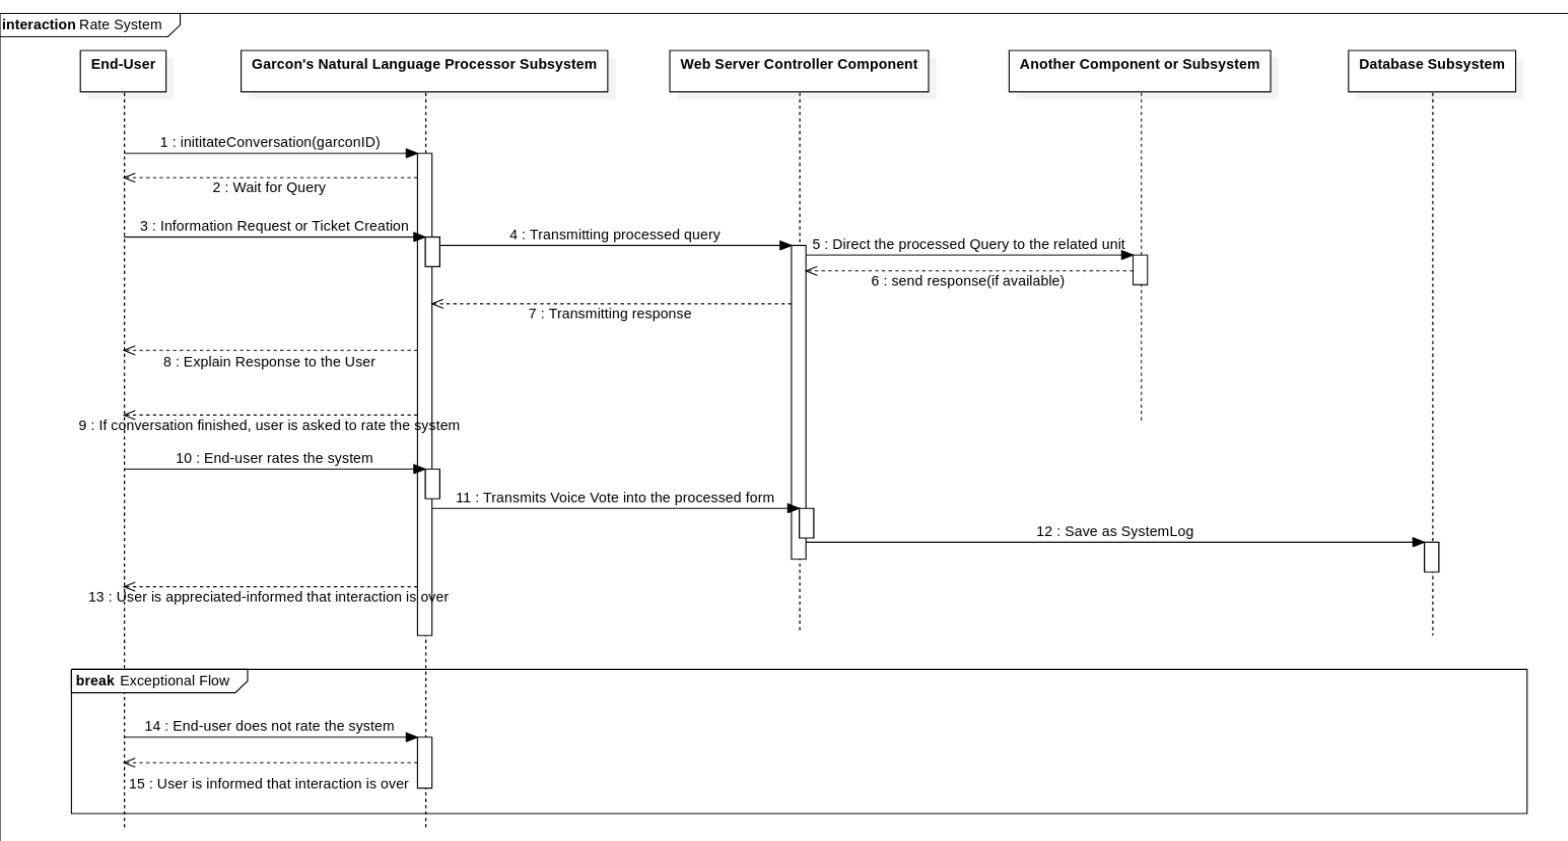 interaction Rate System
End-User
Garcon's Natural Language Processor Subsystem
Web Server Controller Component
Another Component or Subsystem
Database Subsystem
1 : inititateConversation(garconID)
2 : Wait for Query
3 : Information Request or Ticket Creation
4 : Transmitting processed query
5 : Direct the processed Query to the related unit
6 : send response(if available)
7 : Transmitting response
8 : Explain Response to the User
9 : If conversation finished, user is asked to rate the system
10 : End-user rates the system
11 : Transmits Voice Vote into the processed form
12 : Save as SystemLog
13 : User is appreciated-informed that interaction is over
break Exceptional Flow
14 : End-user does not rate the system
15 : User is informed that interaction is over